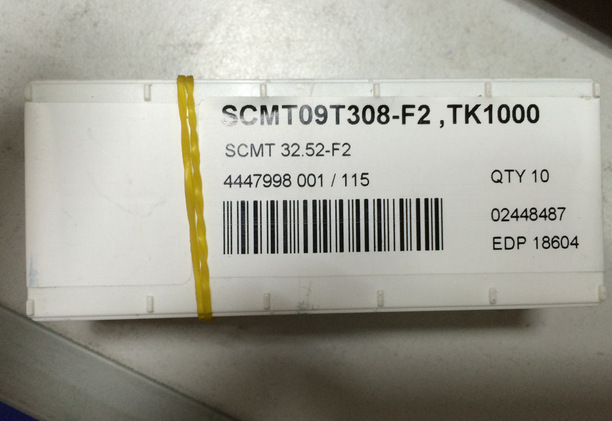 SCMT09T308-F2 ,TK1000
SCMT 32.52-F2
4447998 001 / 115
QTY 10
02448487
EDP 18604